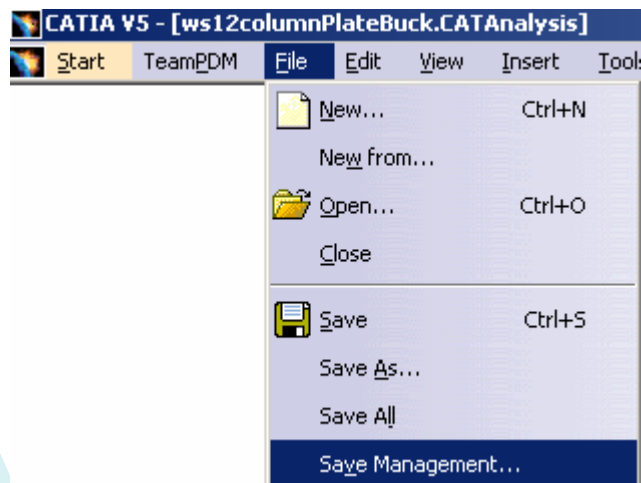 CATIA V5 - [ws12columnPlateBuck.CATAnalysis]
Start TeamPDM File Edit View Insert Tools
New... Ctrl+N
New from...
Open... Ctrl+O
Close
Save Ctrl+S
Save As...
Save All
Save Management...